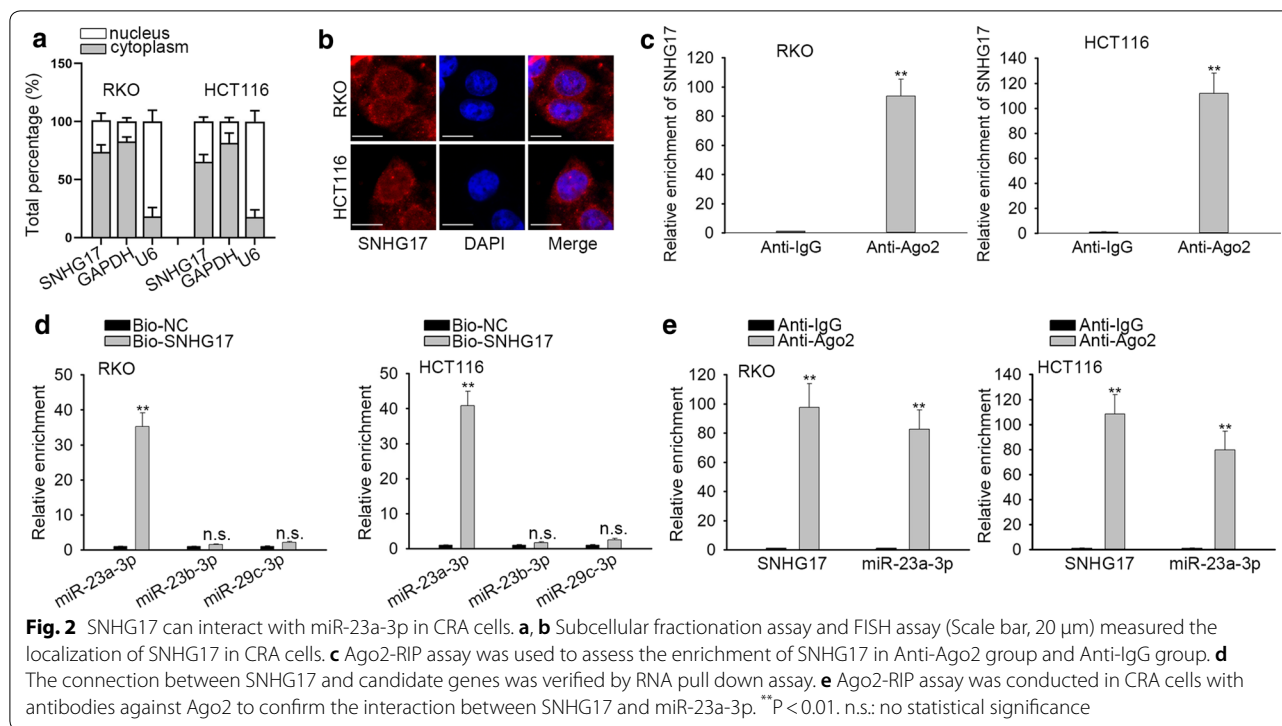 a
nucleus
cytoplasm
Total percentage (%)
150
100
50
0
RKO
HCT116
SNHG17
GAPDH
U6
SNHG17
GAPDH
U6
b
RKO
HCT116
SNHG17
DAPI
Merge
c
Relative enrichment of SNHG17
RKO
120
100
80
60
40
20
0
**
Anti-IgG
Anti-Ago2
Relative enrichment of SNHG17
HCT116
140
120
100
80
60
40
20
0
**
Anti-IgG
Anti-Ago2
d
Bio-NC
Bio-SNHG17
RKO
Relative enrichment
50
40
30
20
10
0
**
n.s.
n.s.
miR-23a-3p
miR-23b-3p
miR-29c-3p
Bio-NC
Bio-SNHG17
HCT116
Relative enrichment
50
40
30
20
10
0
**
n.s.
n.s.
miR-23a-3p
miR-23b-3p
miR-29c-3p
e
Anti-IgG
Anti-Ago2
RKO
Relative enrichment
120
100
80
60
40
20
0
**
**
SNHG17
miR-23a-3p
Anti-IgG
Anti-Ago2
HCT116
Relative enrichment
140
120
100
80
60
40
20
0
**
**
SNHG17
miR-23a-3p
Fig. 2 SNHG17 can interact with miR-23a-3p in CRA cells. a, b Subcellular fractionation assay and FISH assay (Scale bar, 20 μm) measured the
localization of SNHG17 in CRA cells. c Ago2-RIP assay was used to assess the enrichment of SNHG17 in Anti-Ago2 group and Anti-IgG group. d
The connection between SNHG17 and candidate genes was verified by RNA pull down assay. e Ago2-RIP assay was conducted in CRA cells with
antibodies against Ago2 to confirm the interaction between SNHG17 and miR-23a-3p. **P < 0.01. n.s.: no statistical significance